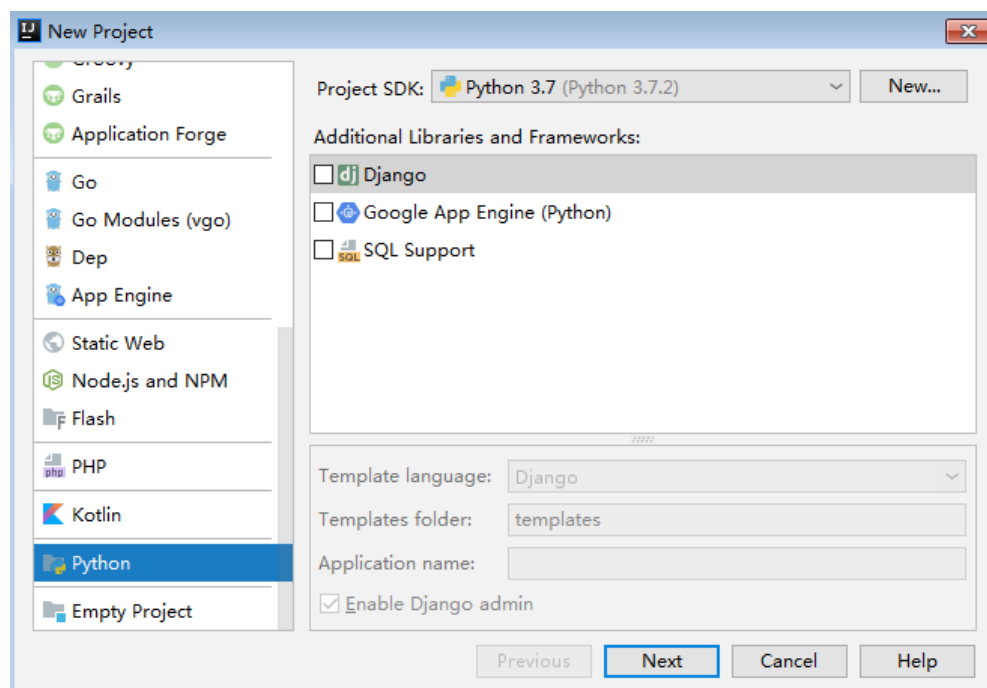 New Project
Groovy
Grails
Application Forge
Go
Go Modules (vgo)
Dep
App Engine
Static Web
Node.js and NPM
Flash
PHP
Kotlin
Python
Empty Project
Project SDK: Python 3.7 (Python 3.7.2) New...
Additional Libraries and Frameworks:
dj Django
Google App Engine (Python)
SQL SQL Support
Template language: Django
Templates folder: templates
Application name:
Enable Django admin
Previous Next Cancel Help